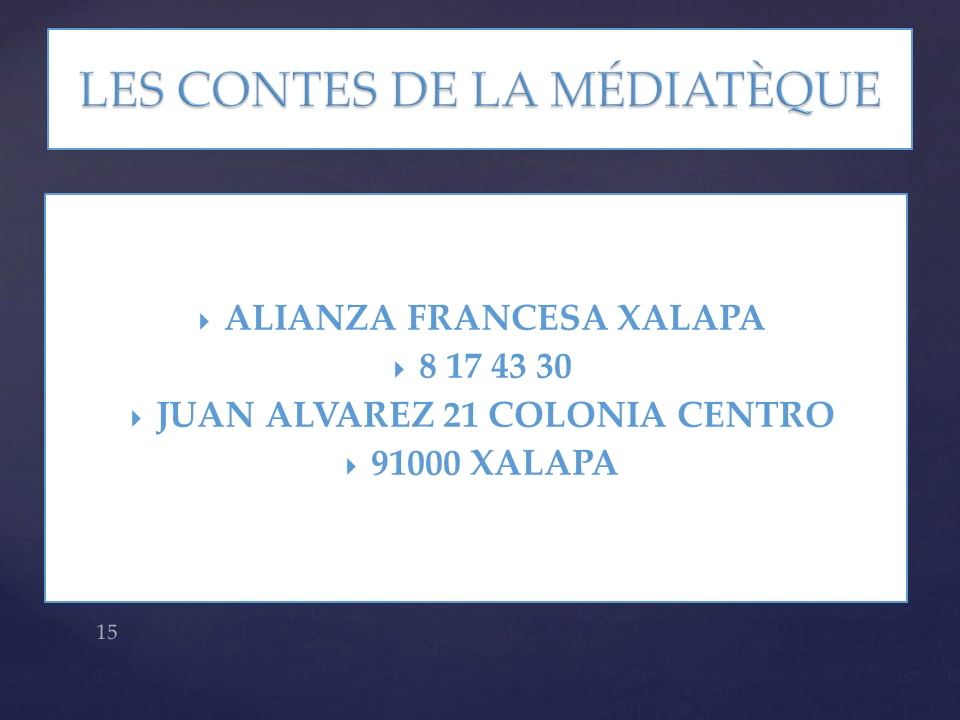 LES CONTES DE LA MÉDIATÈQUE
ALIANZA FRANCESA XALAPA
8 17 43 30
JUAN ALVAREZ 21 COLONIA CENTRO
91000 XALAPA
15